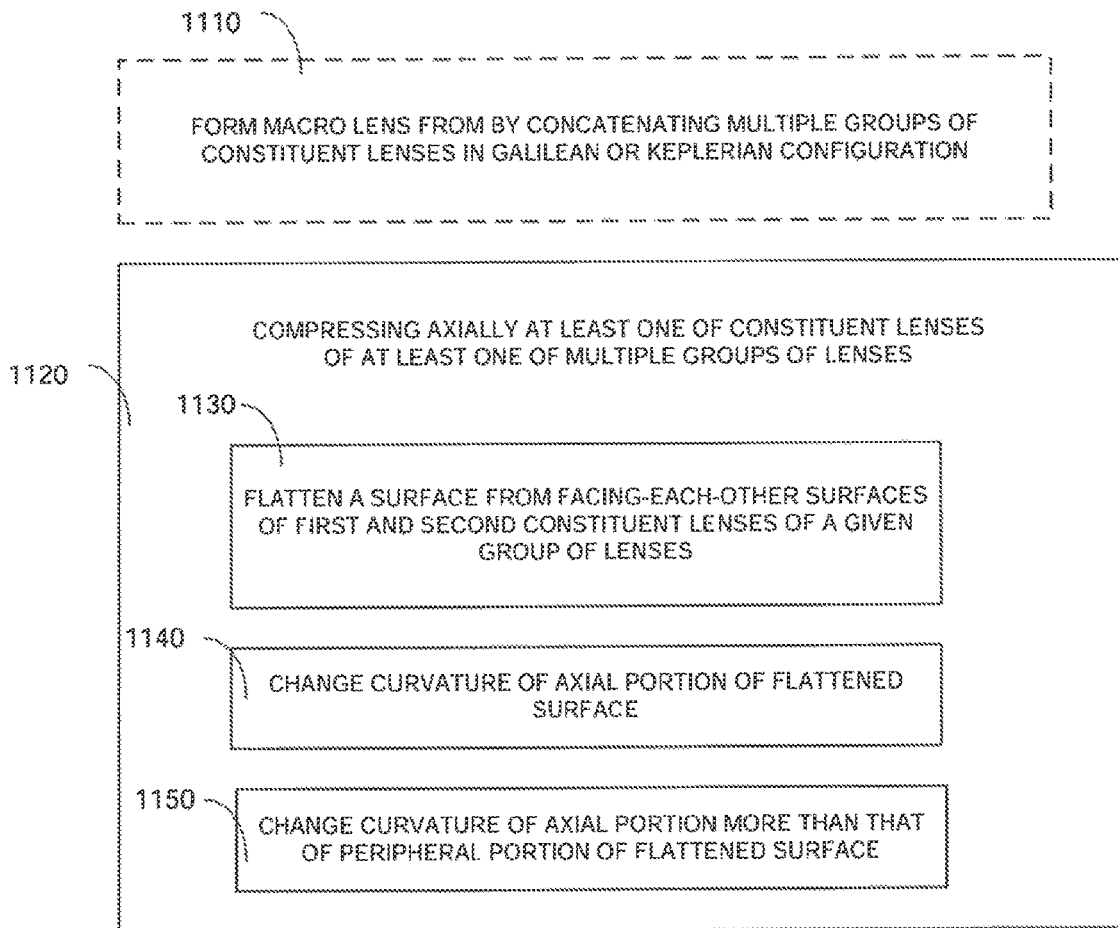 1110
FORM MACRO LENS FROM BY CONCATENATING MULTIPLE GROUPS OF
CONSTITUENT LENSES IN GALILEAN OR KEPLERIAN CONFIGURATION
1120
COMPRESSING AXIALLY AT LEAST ONE OF CONSTITUENT LENSES
OF AT LEAST ONE OF MULTIPLE GROUPS OF LENSES
1130
FLATTEN A SURFACE FROM FACING-EACH-OTHER SURFACES
OF FIRST AND SECOND CONSTITUENT LENSES OF A GIVEN
GROUP OF LENSES
1140
CHANGE CURVATURE OF AXIAL PORTION OF FLATTENED
SURFACE
1150
CHANGE CURVATURE OF AXIAL PORTION MORE THAN THAT
OF PERIPHERAL PORTION OF FLATTENED SURFACE